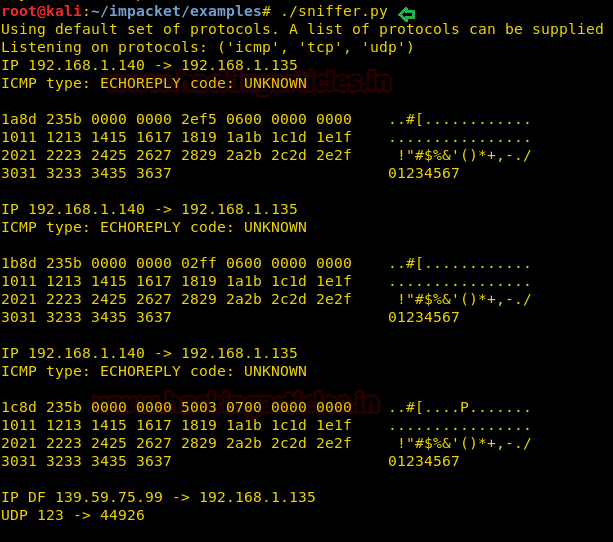 root@kali:~/impacket/examples# ./sniffer.py
Using default set of protocols. A list of protocols can be supplied
Listening on protocols: ('icmp', 'tcp', 'udp')
IP 192.168.1.140 -> 192.168.1.135
ICMP type: ECHOREPLY code: UNKNOWN
1a8d 235b 0000 0000 2ef5 0600 0000 0000    ..#[............
1011 1213 1415 1617 1819 1a1b 1c1d 1e1f    ................
2021 2223 2425 2627 2829 2a2b 2c2d 2e2f     !"#$%&'()*+,-./
3031 3233 3435 3637                        01234567
IP 192.168.1.140 -> 192.168.1.135
ICMP type: ECHOREPLY code: UNKNOWN
1b8d 235b 0000 0000 02ff 0600 0000 0000    ..#[............
1011 1213 1415 1617 1819 1a1b 1c1d 1e1f    ................
2021 2223 2425 2627 2829 2a2b 2c2d 2e2f     !"#$%&'()*+,-./
3031 3233 3435 3637                        01234567
IP 192.168.1.140 -> 192.168.1.135
ICMP type: ECHOREPLY code: UNKNOWN
1c8d 235b 0000 0000 5003 0700 0000 0000    ..#[....P.......
1011 1213 1415 1617 1819 1a1b 1c1d 1e1f    ................
2021 2223 2425 2627 2829 2a2b 2c2d 2e2f     !"#$%&'()*+,-./
3031 3233 3435 3637                        01234567
IP DF 139.59.75.99 -> 192.168.1.135
UDP 123 -> 44926